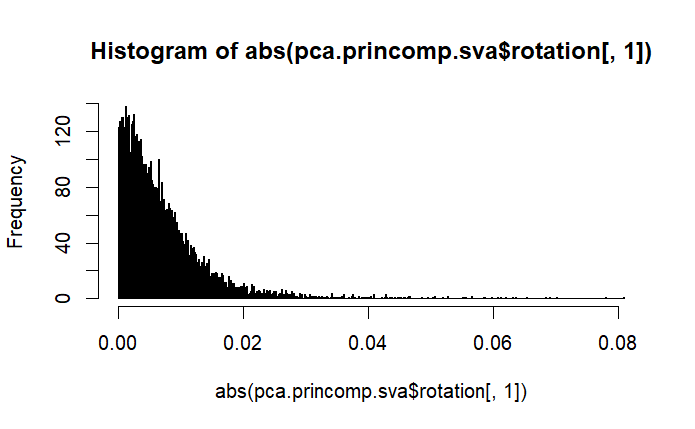 Histogram of abs(pca.princomp.sva$rotation[, 1])
Frequency
120
80
40
0
0.00 0.02 0.04 0.06 0.08
abs(pca.princomp.sva$rotation[, 1])